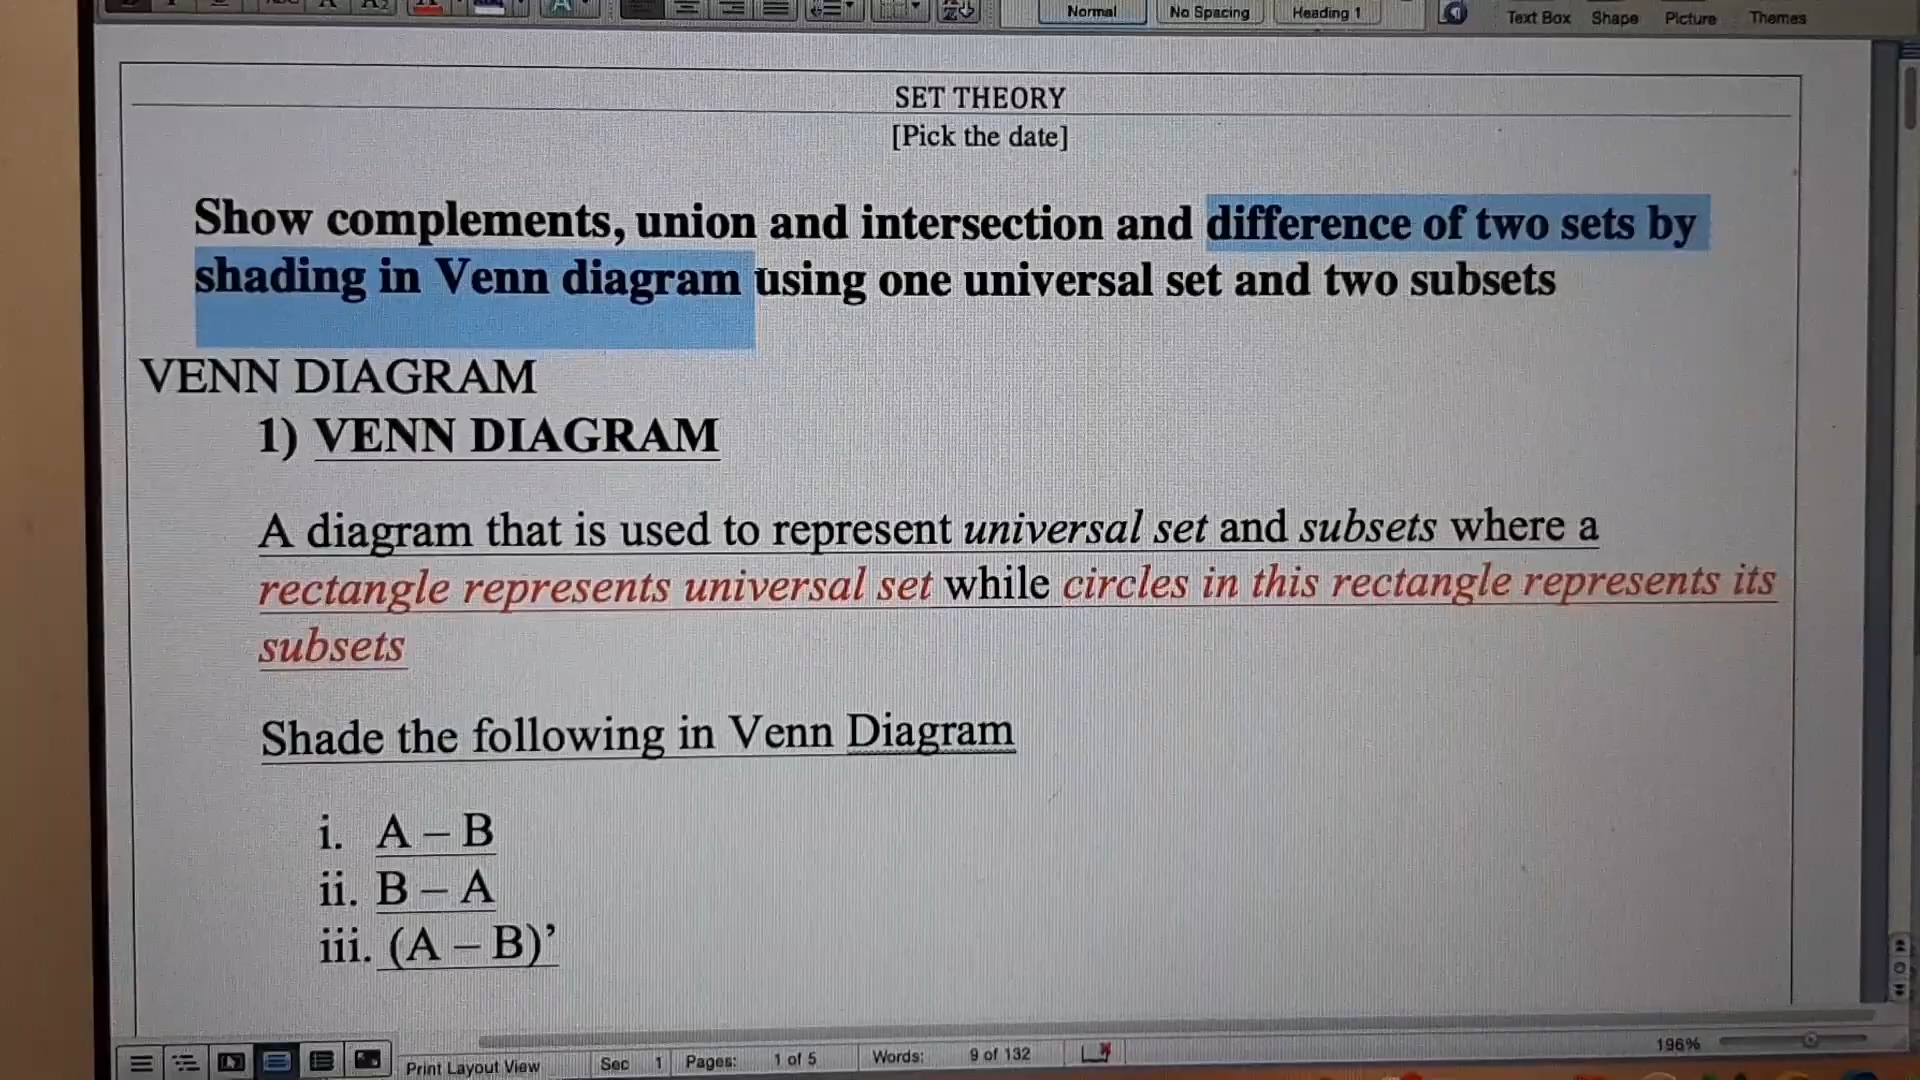 Normal No Spacing Heading 1 Text Box Shape Picture Themes
SET THEORY
[Pick the date]
Show complements, union and intersection and difference of two sets by
shading in Venn diagram using one universal set and two subsets
VENN DIAGRAM
1) VENN DIAGRAM
A diagram that is used to represent universal set and subsets where a
rectangle represents universal set while circles in this rectangle represents its
subsets
Shade the following in Venn Diagram
i. A – B
ii. B – A
iii. (A – B)’
Print Layout View Sec 1 Pages: 1 of 5 Words: 9 of 132 196%